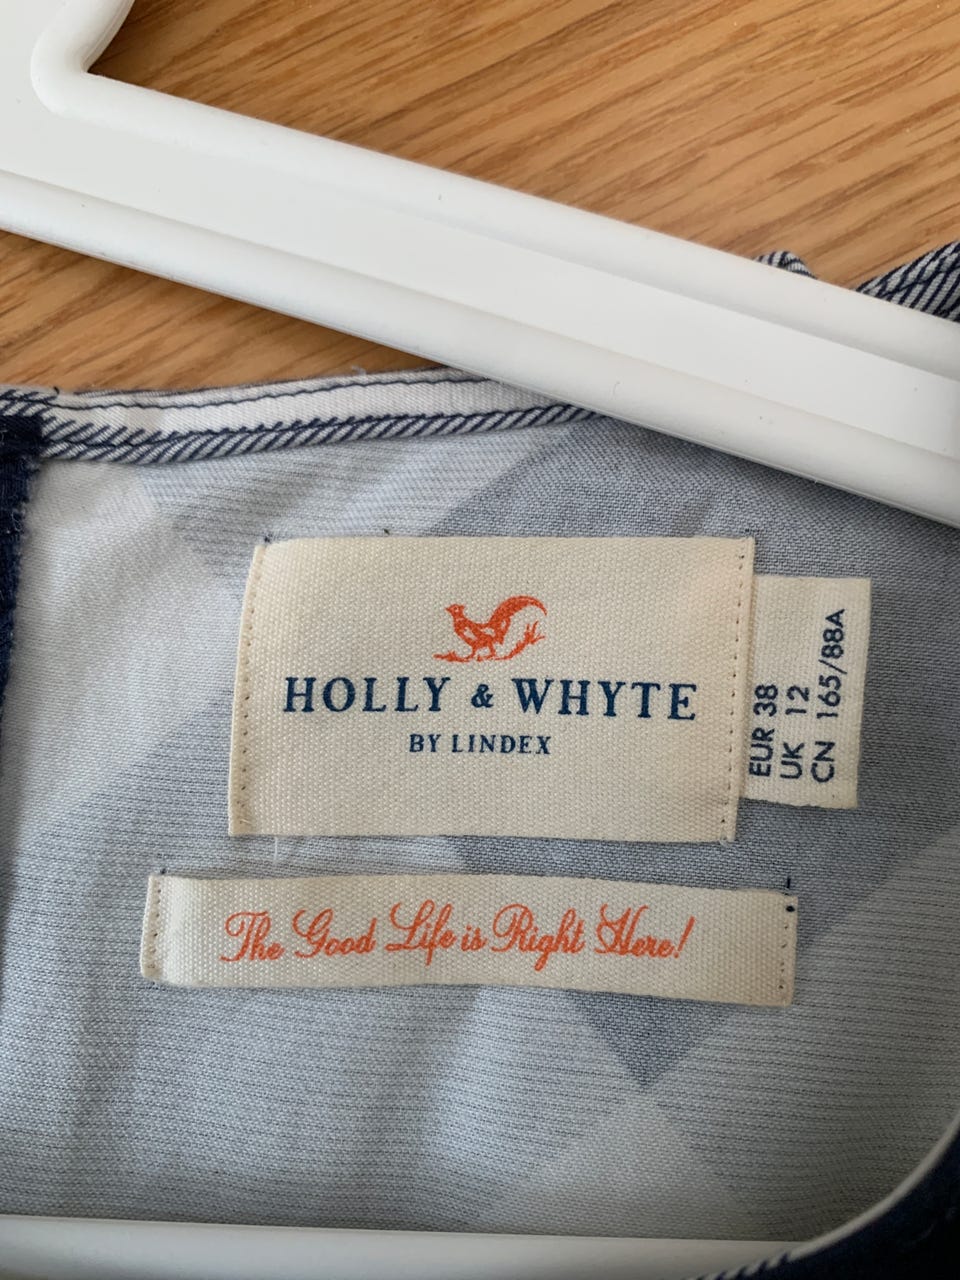 HOLLY & WHYTE
BY LINDEX
EUR 38
UK 12
CN 165/88A
The Good Life is Right Here!